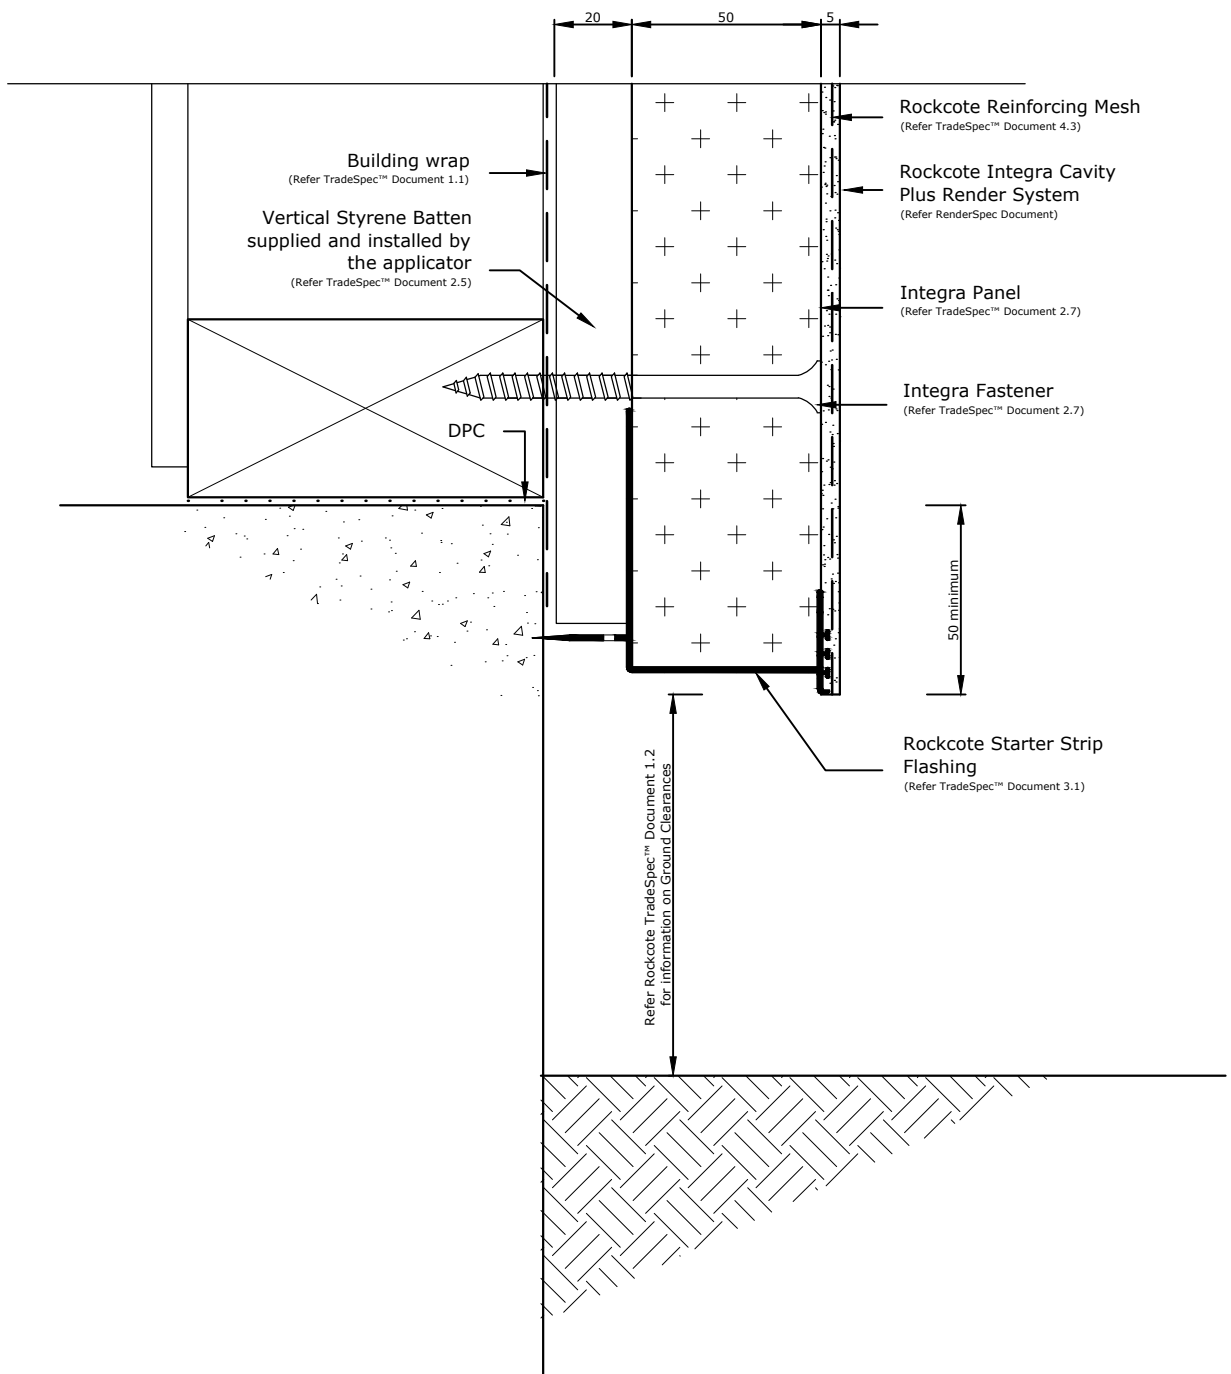 20
50
5
Rockcote Reinforcing Mesh
(Refer TradeSpec™ Document 4.3)
Building wrap
(Refer TradeSpec™ Document 1.1)
Rockcote Integra Cavity
Plus Render System
(Refer RenderSpec Document)
Vertical Styrene Batten
supplied and installed by
the applicator
(Refer TradeSpec™ Document 2.5)
Integra Panel
(Refer TradeSpec™ Document 2.7)
Integra Fastener
(Refer TradeSpec™ Document 2.7)
DPC
50 minimum
Rockcote Starter Strip
Flashing
(Refer TradeSpec™ Document 3.1)
Refer Rockcote TradeSpec™ Document 1.2
for information on Ground Clearances